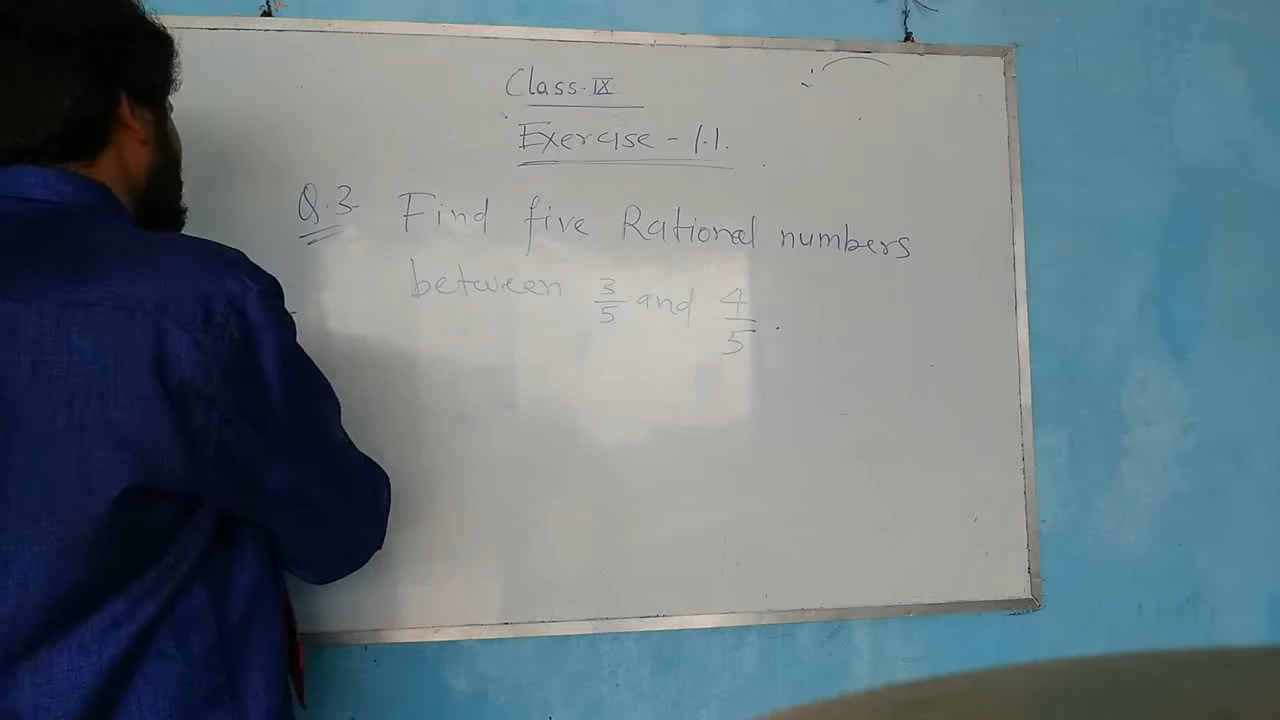 Class.IX
Exercise - 1.1.
Q.3. Find five Rational numbers
between 3/5 and 4/5.